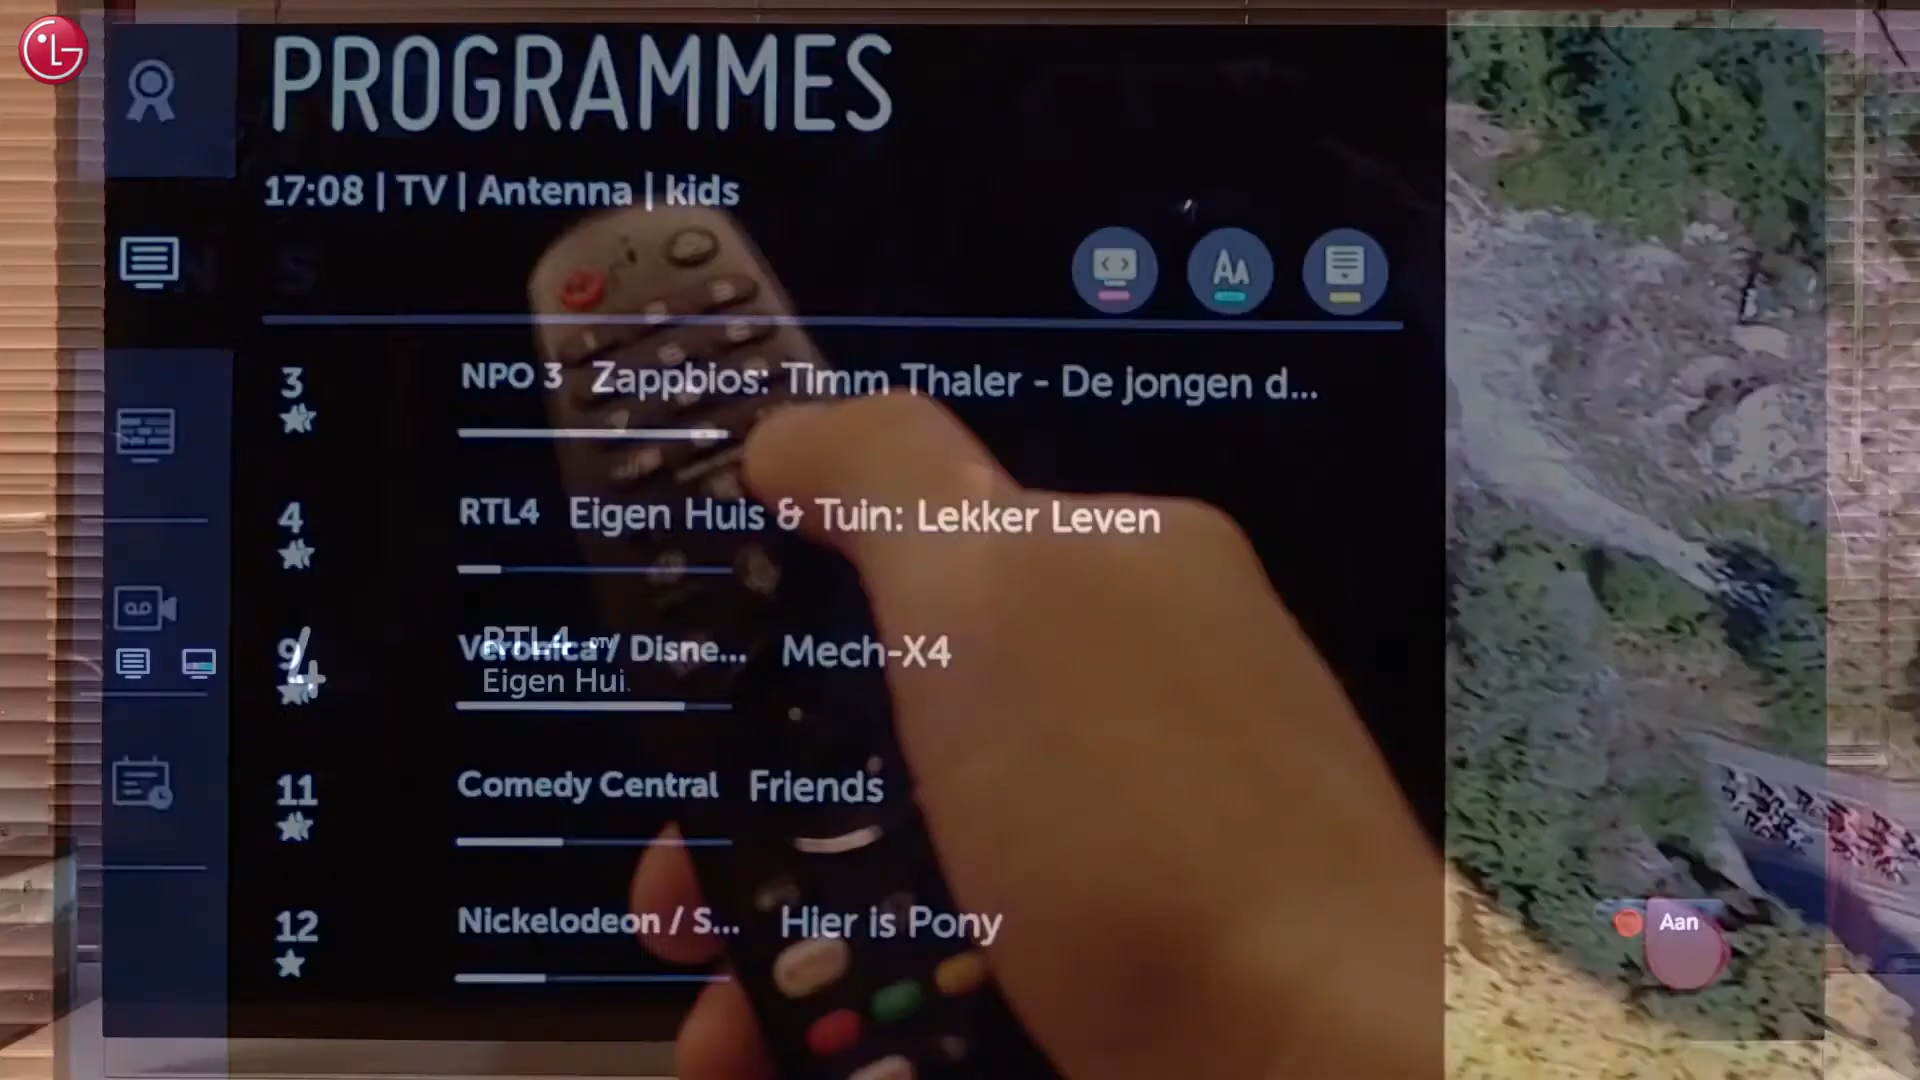 LG
PROGRAMMES
17:08 | TV | Antenna | kids
3 NPO 3 Zappbios: Timm Thaler - De jongen d...
4 RTL4 Eigen Huis & Tuin: Lekker Leven
9 Veronica / Disne... Mech-X4
4 RTL4 DTV
Eigen Hui.
11 Comedy Central Friends
12 Nickelodeon / S... Hier is Pony
Aan